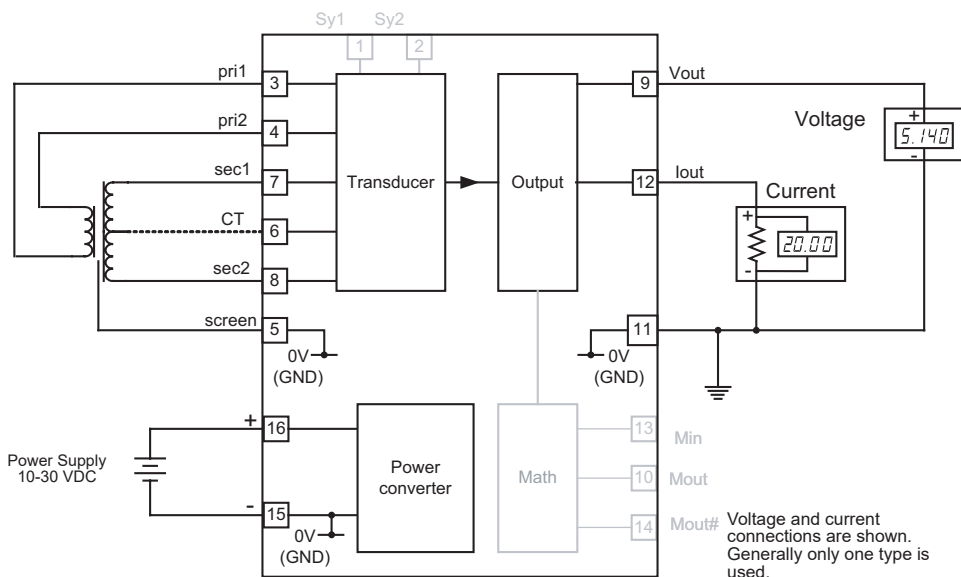 Sy1 Sy2
1 2
pri1 3
pri2 4
sec1 7
CT 6
sec2 8
screen 5
0V
(GND)
Transducer
Output
9 Vout
12 Iout
Voltage
+
5.140
-
Current
+
20.00
-
11
0V
(GND)
Power Supply
10-30 VDC
+ 16
- 15
0V
(GND)
Power
converter
Math
13 Min
10 Mout
14 Mout#
Voltage and current
connections are shown.
Generally only one type is
used.